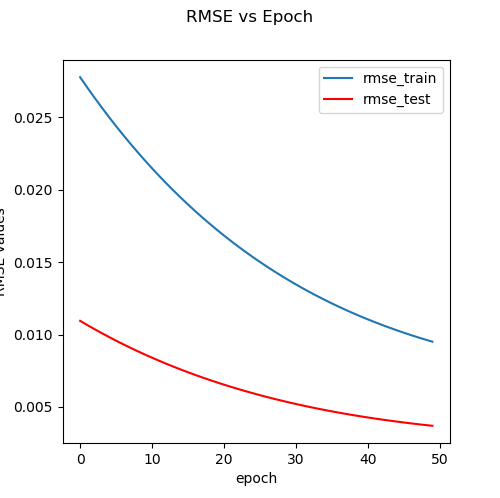 RMSE vs Epoch
rmse_train
rmse_test
0.025
0.020
0.015
0.010
0.005
RMSE values
0 10 20 30 40 50
epoch